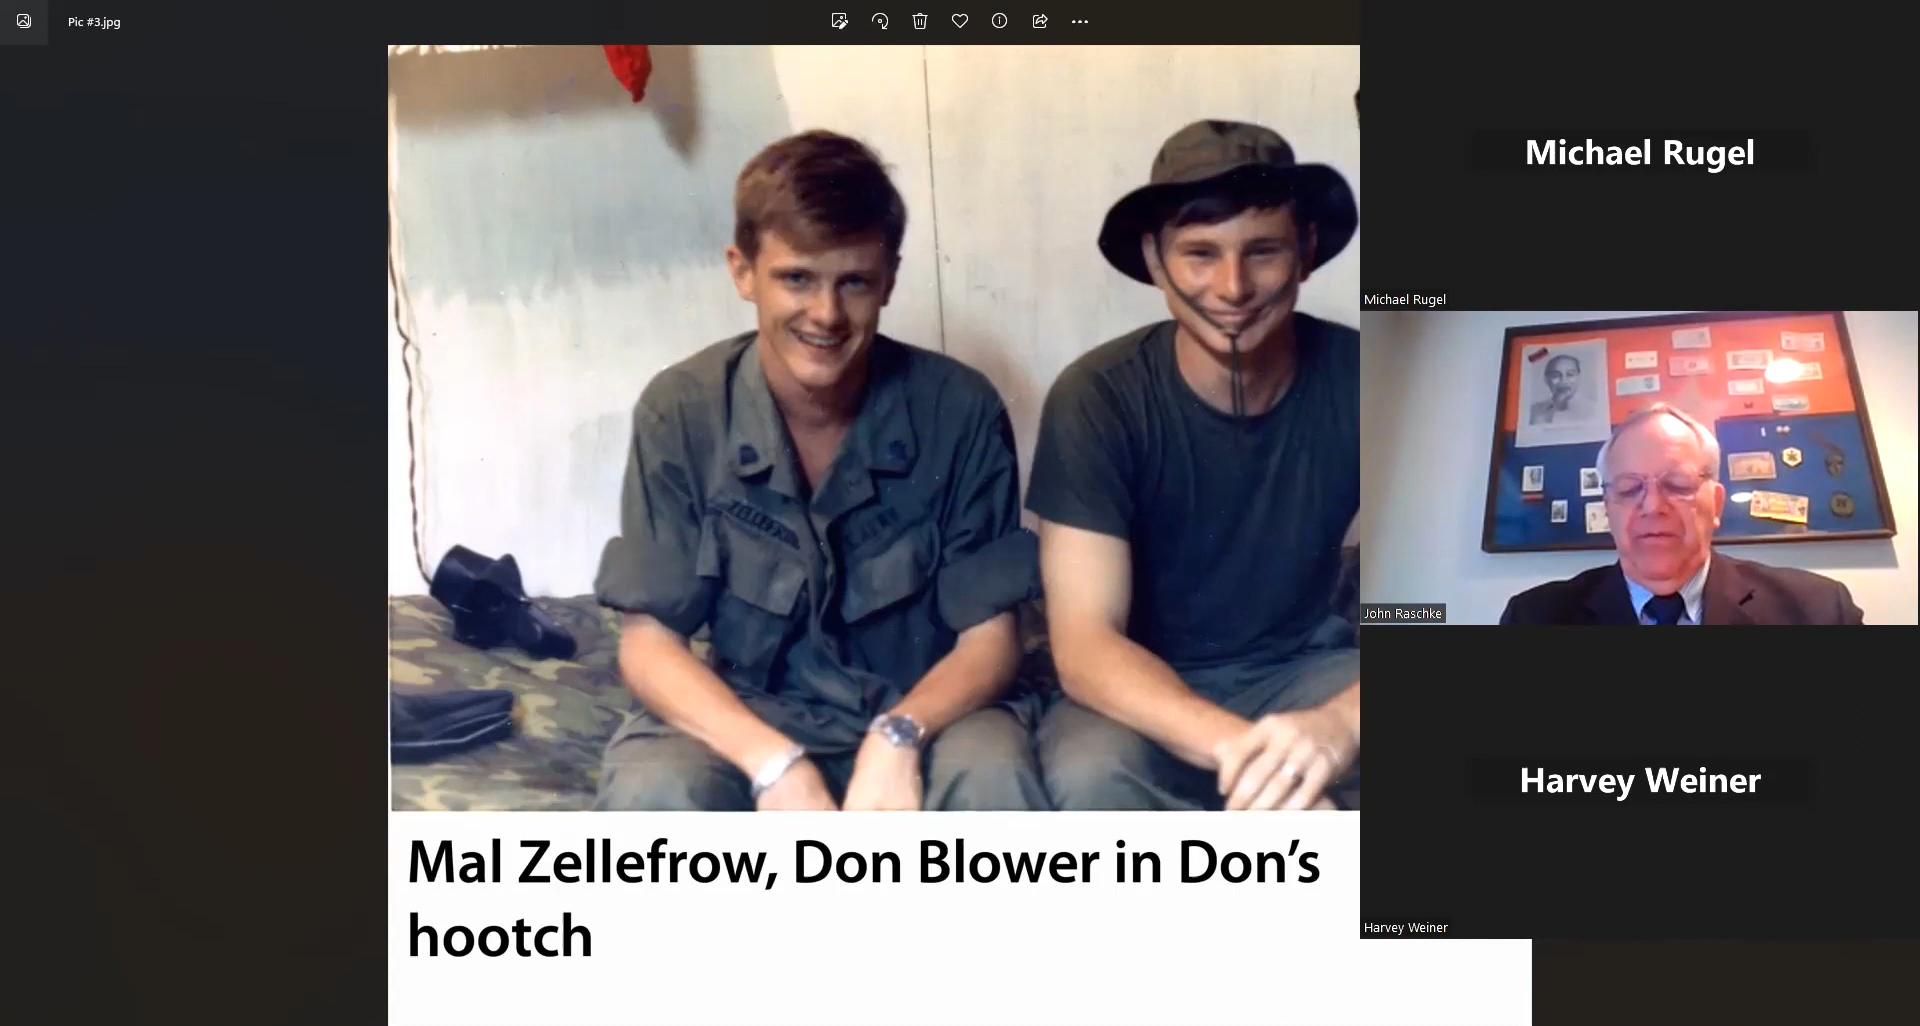 Pic #3.jpg
Mal Zellefrow, Don Blower in Don's
hootch
Michael Rugel
Michael Rugel
John Raschke
Harvey Weiner
Harvey Weiner